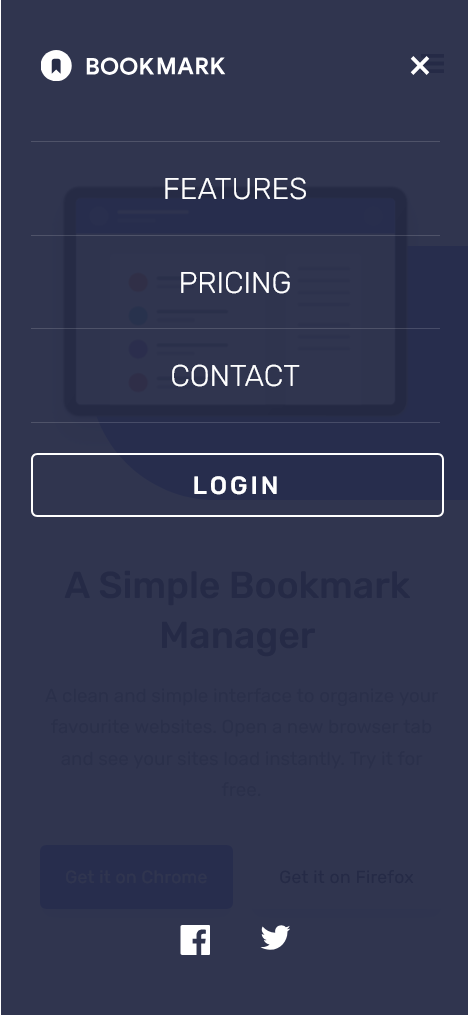 BOOKMARK
FEATURES
PRICING
CONTACT
LOGIN
A Simple Bookmark
Manager
A clean and simple interface to organize your
favourite websites. Open a new browser tab
and see your sites load instantly. Try it for
free.
Get it on Chrome
Get it on Firefox